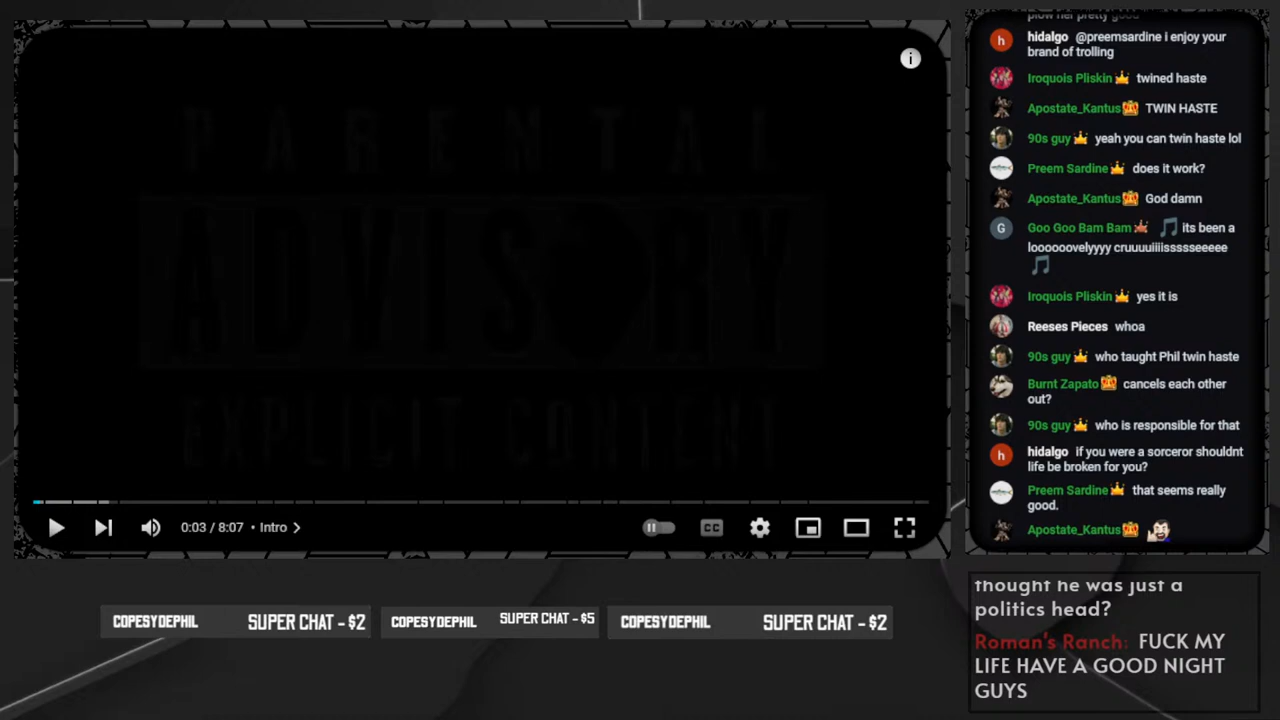 PARENTAL
ADVISORY
EXPLICIT CONTENT
0:03 / 8:07 • Intro
CC
COPESYDEPHIL SUPER CHAT - $2
COPESYDEPHIL SUPER CHAT - $5
COPESYDEPHIL SUPER CHAT - $2
plow her pretty good
h hidalgo @preemsardine i enjoy your
brand of trolling
Iroquois Pliskin twined haste
Apostate_Kantus TWIN HASTE
90s guy yeah you can twin haste lol
Preem Sardine does it work?
Apostate_Kantus God damn
G Goo Goo Bam Bam 🎵 its been a
loooooovelyyyy cruuuuiiiisssseeeee
🎵
Iroquois Pliskin yes it is
Reeses Pieces whoa
90s guy who taught Phil twin haste
Burnt Zapato cancels each other
out?
90s guy who is responsible for that
h hidalgo if you were a sorceror shouldnt
life be broken for you?
Preem Sardine that seems really
good.
Apostate_Kantus
thought he was just a
politics head?
Roman's Ranch: FUCK MY
LIFE HAVE A GOOD NIGHT
GUYS